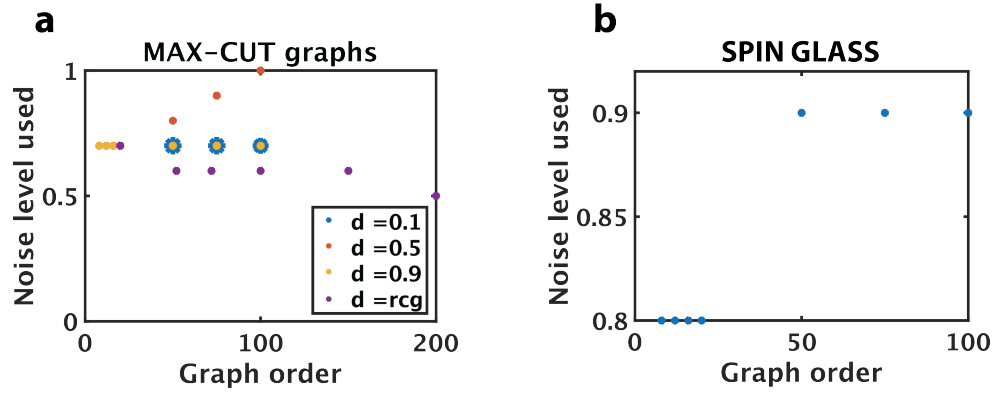 a
MAX-CUT graphs
Noise level used
1
0.5
0
0
100
200
Graph order
d =0.1
d =0.5
d =0.9
d =rcg
b
SPIN GLASS
Noise level used
0.9
0.85
0.8
0
50
100
Graph order